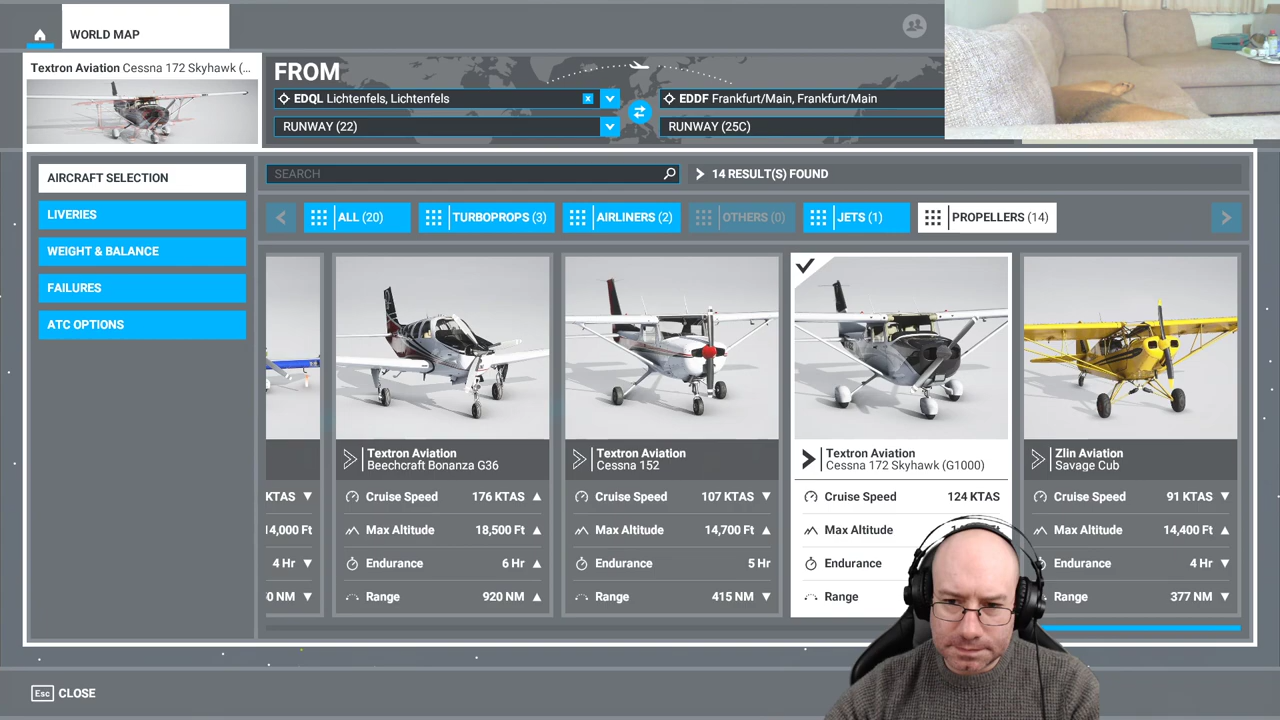 WORLD MAP
Textron Aviation Cessna 172 Skyhawk (...
FROM
EDQL Lichtenfels, Lichtenfels
x
RUNWAY (22)
EDDF Frankfurt/Main, Frankfurt/Main
RUNWAY (25C)
AIRCRAFT SELECTION
LIVERIES
WEIGHT & BALANCE
FAILURES
ATC OPTIONS
SEARCH
14 RESULT(S) FOUND
ALL (20)
TURBOPROPS (3)
AIRLINERS (2)
OTHERS (0)
JETS (1)
PROPELLERS (14)
KTAS
14,000 Ft
4 Hr
0 NM
Textron Aviation
Beechcraft Bonanza G36
Cruise Speed 176 KTAS
Max Altitude 18,500 Ft
Endurance 6 Hr
Range 920 NM
Textron Aviation
Cessna 152
Cruise Speed 107 KTAS
Max Altitude 14,700 Ft
Endurance 5 Hr
Range 415 NM
Textron Aviation
Cessna 172 Skyhawk (G1000)
Cruise Speed 124 KTAS
Max Altitude
Endurance
Range
Zlin Aviation
Savage Cub
Cruise Speed 91 KTAS
Max Altitude 14,400 Ft
Endurance 4 Hr
Range 377 NM
Esc CLOSE